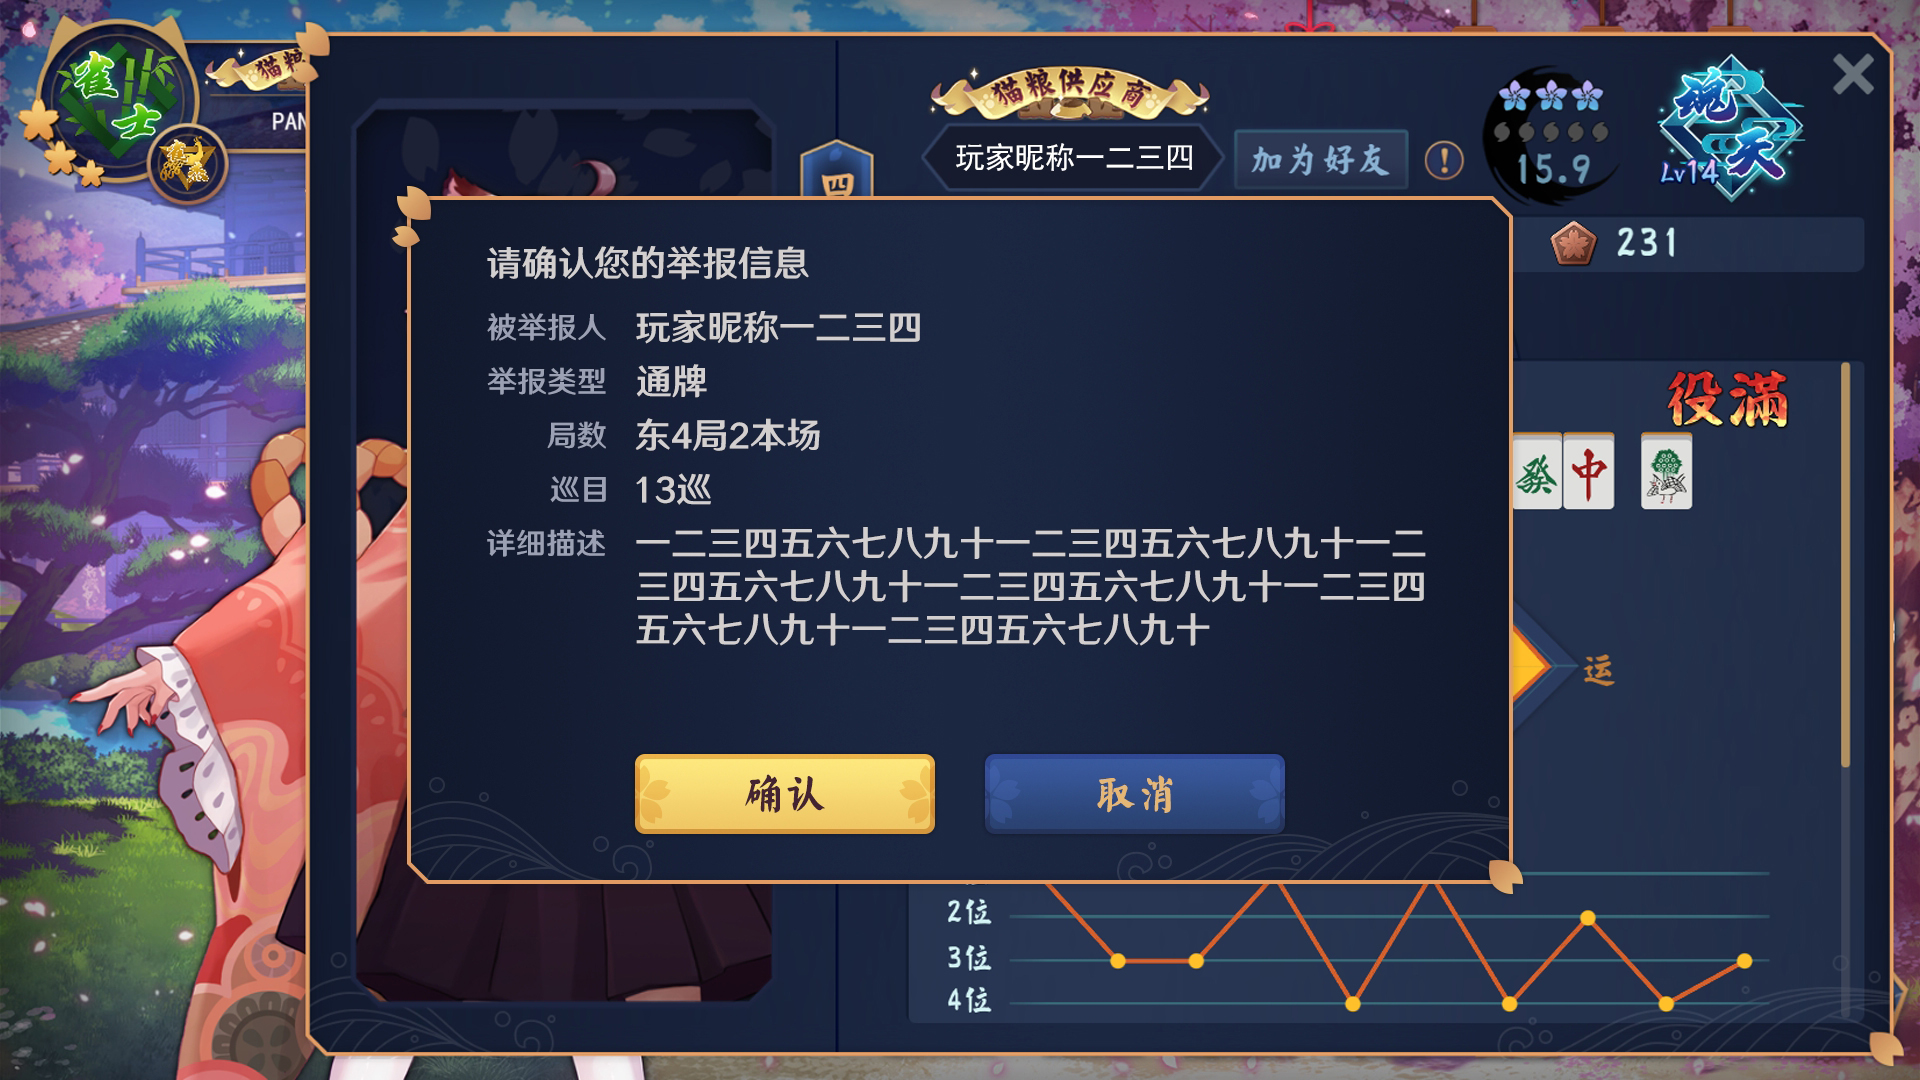 雀士
猫粮
PAN
猫粮供应商
玩家昵称一二三四
加为好友
!
15.9
魂天
Lv14
四
231
请确认您的举报信息
被举报人 玩家昵称一二三四
举报类型 通牌
局数 东4局2本场
巡目 13巡
详细描述 一二三四五六七八九十一二三四五六七八九十一二
三四五六七八九十一二三四五六七八九十一二三四
五六七八九十一二三四五六七八九十
确认
取消
役滿
發
中
运
2位
3位
4位